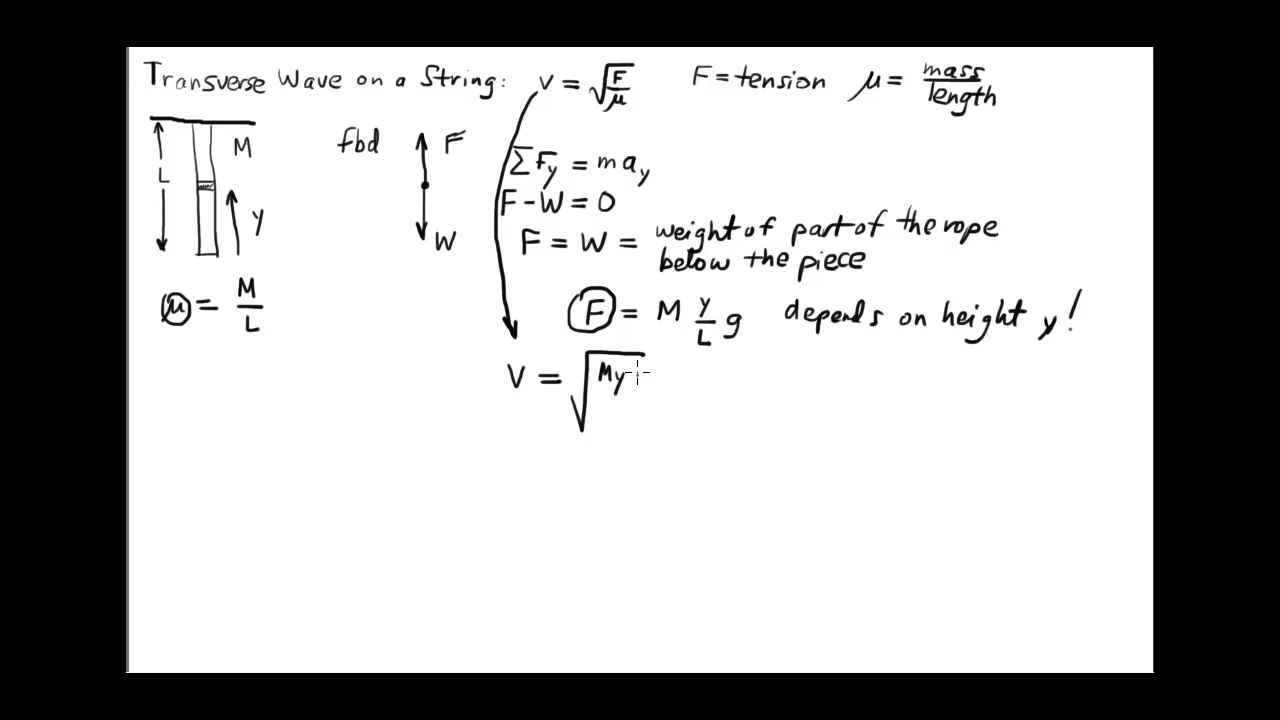 Transverse Wave on a String: v = √(F/μ) F = tension μ = mass/length
M
L
y
μ = M/L
fbd
F
W
ΣFy = m ay
F - W = 0
F = W = weight of part of the rope
below the piece
F = M y/L g depends on height y!
V = √My